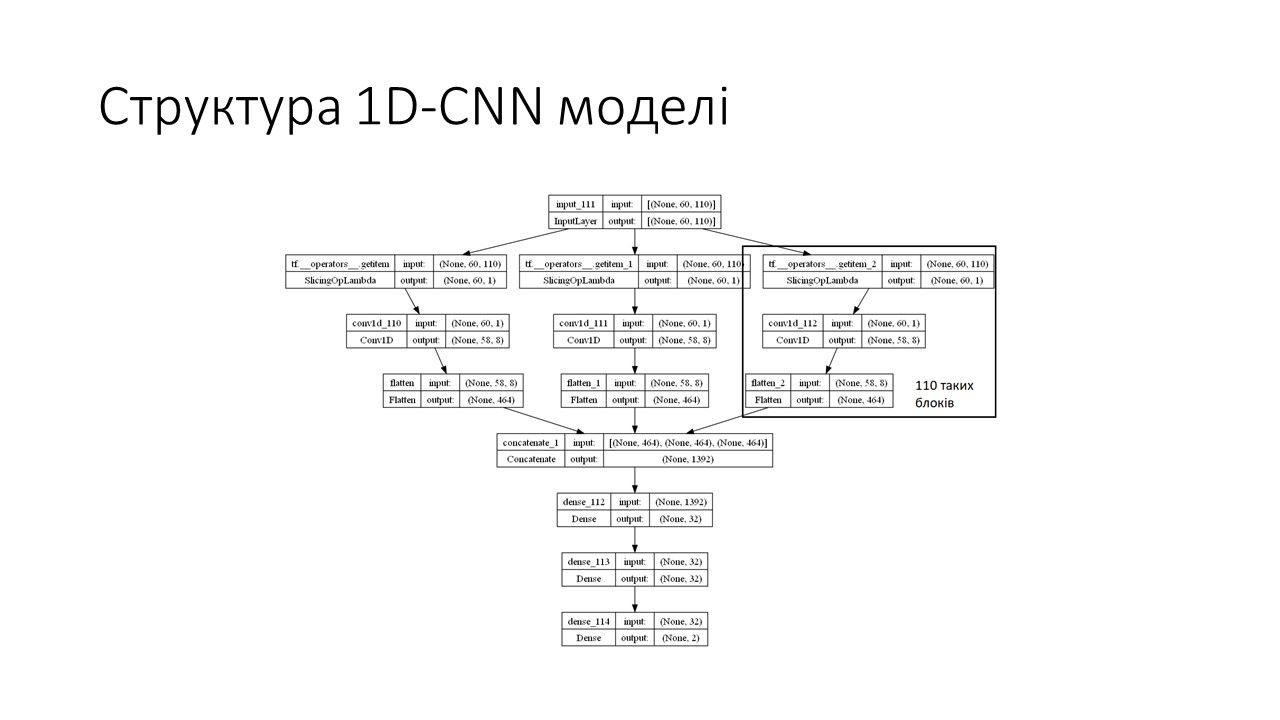 Структура 1D-CNN моделі
input_111 input: [(None, 60, 110)]
InputLayer output: [(None, 60, 110)]
tf.__operators__.getitem input: (None, 60, 110)
SlicingOpLambda output: (None, 60, 1)
tf.__operators__.getitem_1 input: (None, 60, 110)
SlicingOpLambda output: (None, 60, 1)
tf.__operators__.getitem_2 input: (None, 60, 110)
SlicingOpLambda output: (None, 60, 1)
conv1d_110 input: (None, 60, 1)
Conv1D output: (None, 58, 8)
conv1d_111 input: (None, 60, 1)
Conv1D output: (None, 58, 8)
conv1d_112 input: (None, 60, 1)
Conv1D output: (None, 58, 8)
flatten input: (None, 58, 8)
Flatten output: (None, 464)
flatten_1 input: (None, 58, 8)
Flatten output: (None, 464)
flatten_2 input: (None, 58, 8)
Flatten output: (None, 464)
110 таких
блоків
concatenate_1 input: [(None, 464), (None, 464), (None, 464)]
Concatenate output: (None, 1392)
dense_112 input: (None, 1392)
Dense output: (None, 32)
dense_113 input: (None, 32)
Dense output: (None, 32)
dense_114 input: (None, 32)
Dense output: (None, 2)